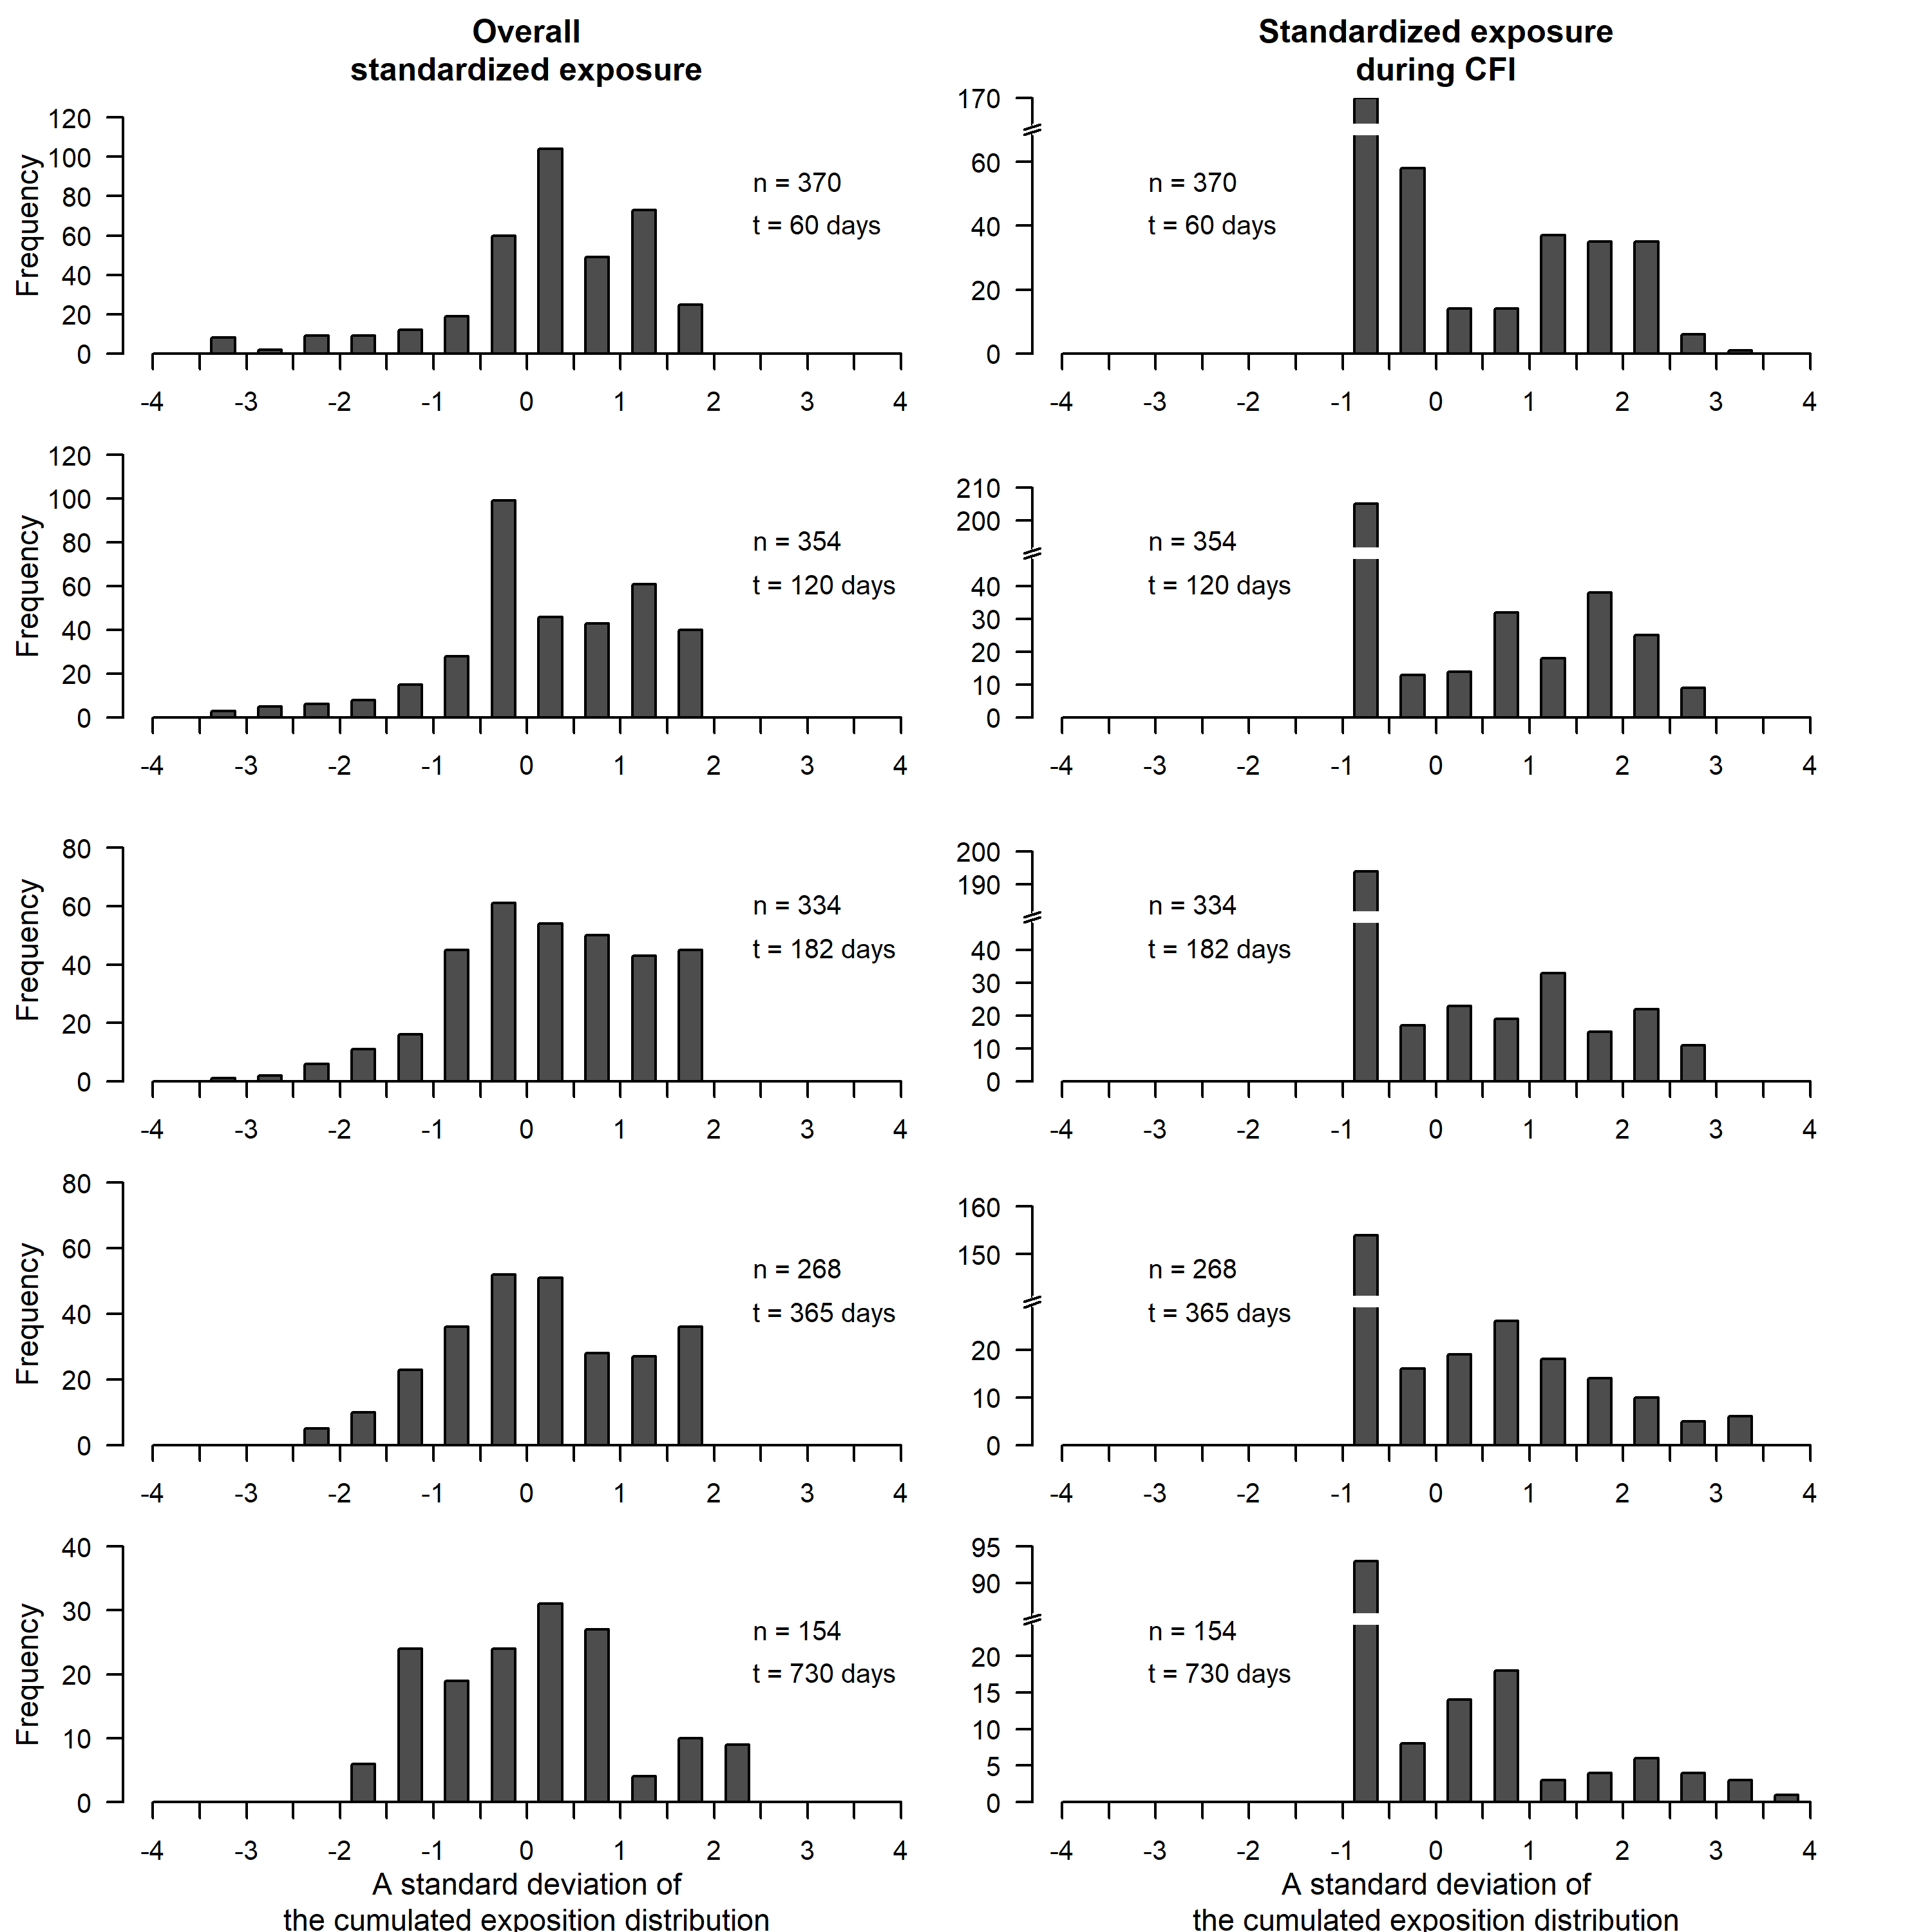 Overall
standardized exposure
Standardized exposure
during CFI
Frequency
120
100
80
60
40
20
0
n = 370
t = 60 days
-4 -3 -2 -1 0 1 2 3 4
170
60
40
20
0
n = 370
t = 60 days
-4 -3 -2 -1 0 1 2 3 4
Frequency
120
100
80
60
40
20
0
n = 354
t = 120 days
-4 -3 -2 -1 0 1 2 3 4
210
200
40
30
20
10
0
n = 354
t = 120 days
-4 -3 -2 -1 0 1 2 3 4
Frequency
80
60
40
20
0
n = 334
t = 182 days
-4 -3 -2 -1 0 1 2 3 4
200
190
40
30
20
10
0
n = 334
t = 182 days
-4 -3 -2 -1 0 1 2 3 4
Frequency
80
60
40
20
0
n = 268
t = 365 days
-4 -3 -2 -1 0 1 2 3 4
160
150
20
10
0
n = 268
t = 365 days
-4 -3 -2 -1 0 1 2 3 4
Frequency
40
30
20
10
0
n = 154
t = 730 days
-4 -3 -2 -1 0 1 2 3 4
A standard deviation of
the cumulated exposition distribution
95
90
20
15
10
5
0
n = 154
t = 730 days
-4 -3 -2 -1 0 1 2 3 4
A standard deviation of
the cumulated exposition distribution